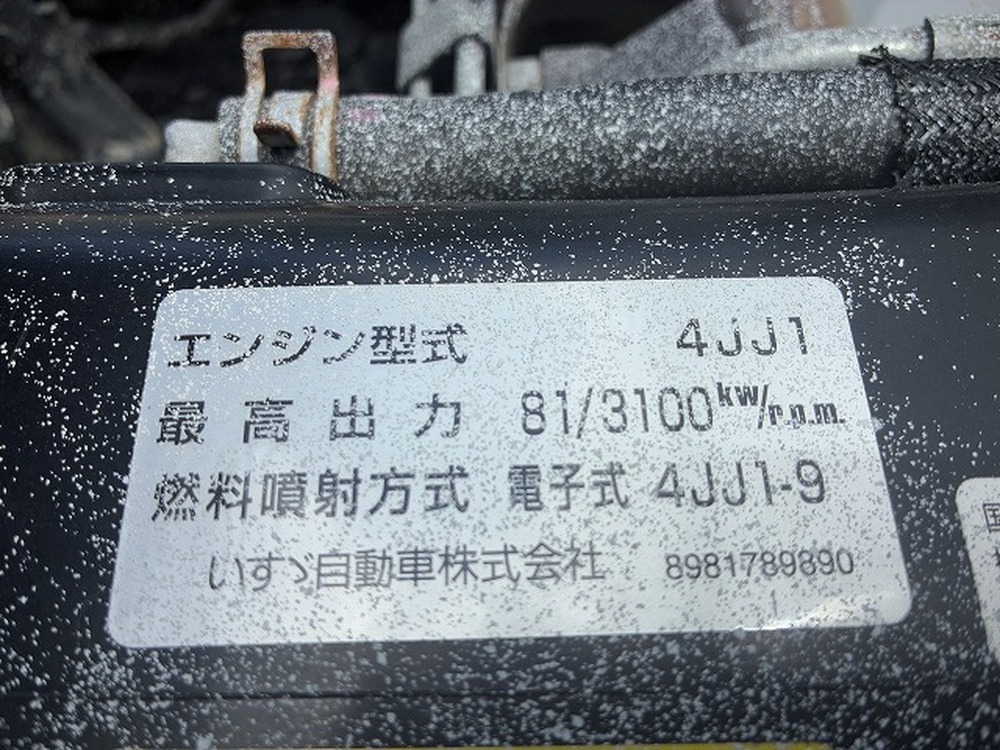 エンジン型式 4JJ1
最高出力 81/3100kW/r.p.m.
燃料噴射方式 電子式 4JJ1-9
いすゞ自動車株式会社 8981789890
国